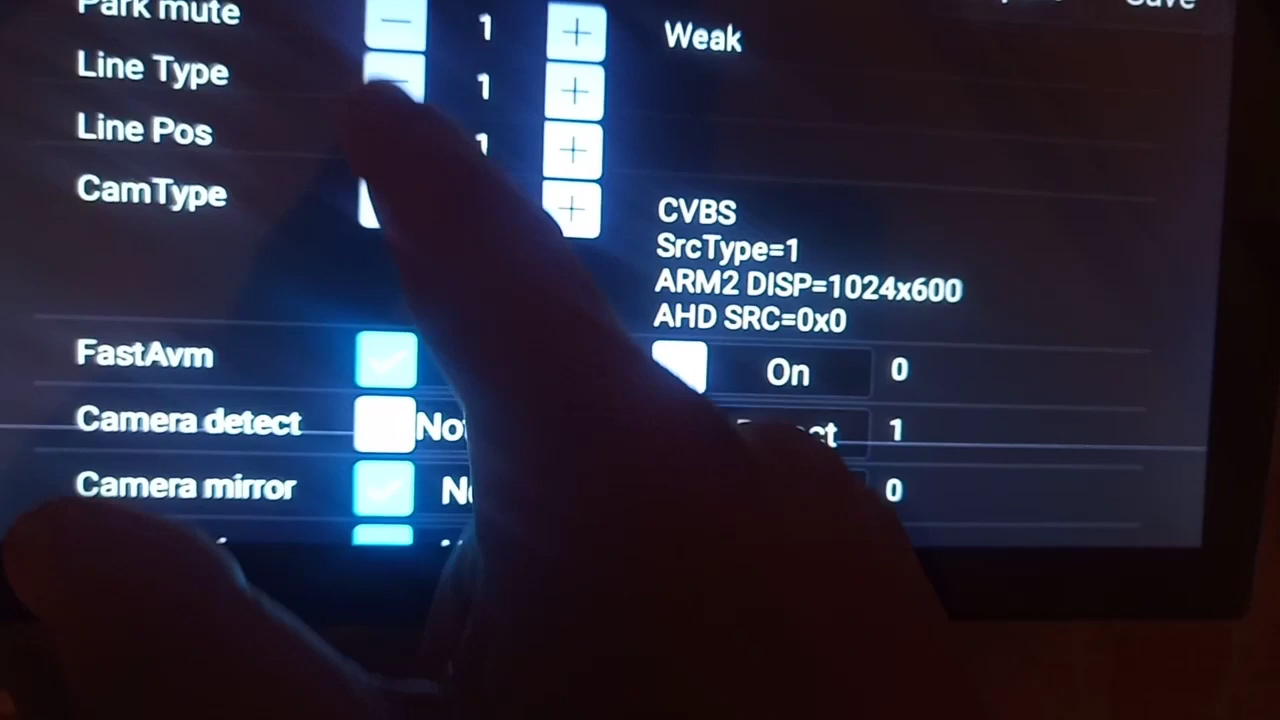 Park mute 1 Weak
Line Type 1
Line Pos 1
CamType
CVBS
SrcType=1
ARM2 DISP=1024x600
AHD SRC=0x0
FastAvm On 0
Camera detect 1
Camera mirror 0